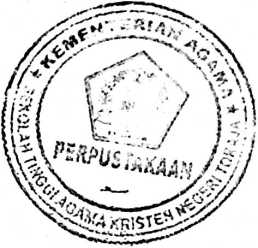 KEMENTERIAN AGAMA
PERPUSTAKAAN
SEKOLAH TINGGI AGAMA KRISTEN NEGERI TORAJA